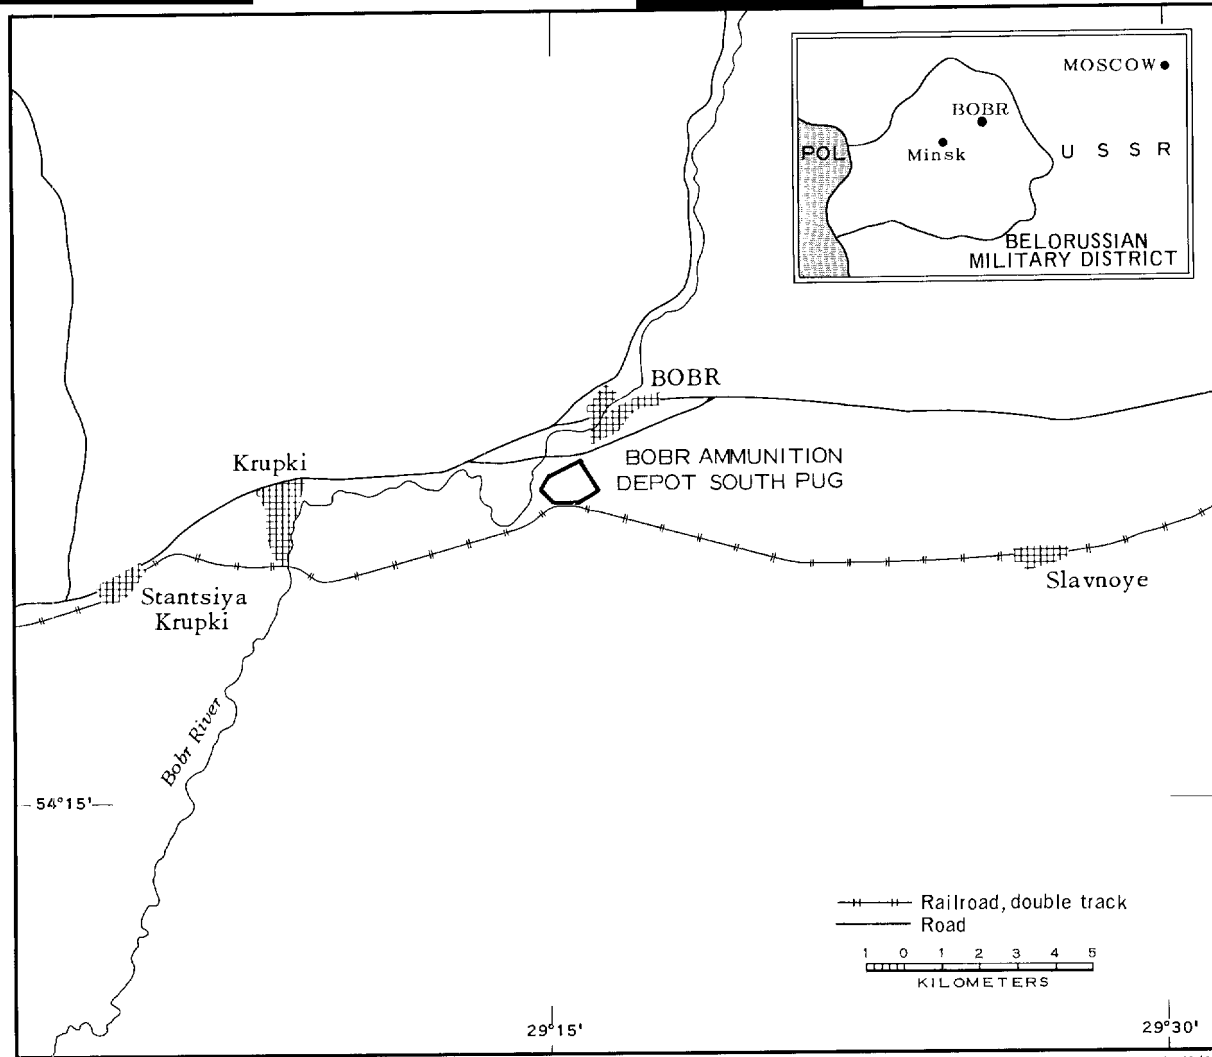 MOSCOW
BOBR
POL
Minsk
U S S R
BELORUSSIAN
MILITARY DISTRICT
BOBR
BOBR AMMUNITION
DEPOT SOUTH PUG
Krupki
Slavnoye
Stantsiya
Krupki
Bobr River
54°15'
Railroad, double track
Road
1 0 1 2 3 4 5
KILOMETERS
29°15'
29°30'